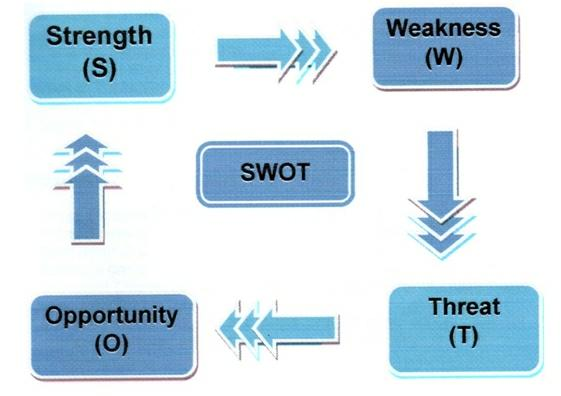 Strength
(S)
Weakness
(W)
SWOT
Opportunity
(O)
Threat
(T)